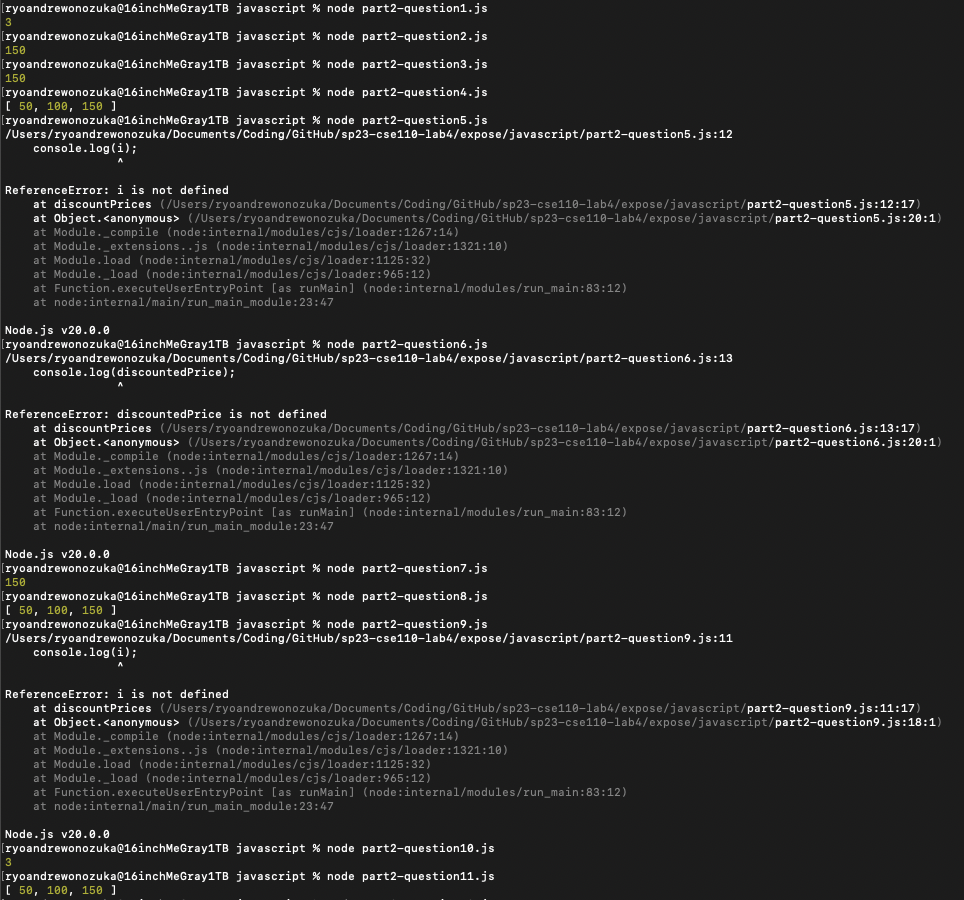 [ryoandrewonozuka@16inchMeGray1TB javascript % node part2-question1.js
3
[ryoandrewonozuka@16inchMeGray1TB javascript % node part2-question2.js
150
[ryoandrewonozuka@16inchMeGray1TB javascript % node part2-question3.js
150
[ryoandrewonozuka@16inchMeGray1TB javascript % node part2-question4.js
[ 50, 100, 150 ]
[ryoandrewonozuka@16inchMeGray1TB javascript % node part2-question5.js
/Users/ryoandrewonozuka/Documents/Coding/GitHub/sp23-cse110-lab4/expose/javascript/part2-question5.js:12
    console.log(i);
                ^
ReferenceError: i is not defined
    at discountPrices (/Users/ryoandrewonozuka/Documents/Coding/GitHub/sp23-cse110-lab4/expose/javascript/part2-question5.js:12:17)
    at Object.<anonymous> (/Users/ryoandrewonozuka/Documents/Coding/GitHub/sp23-cse110-lab4/expose/javascript/part2-question5.js:20:1)
    at Module._compile (node:internal/modules/cjs/loader:1267:14)
    at Module._extensions..js (node:internal/modules/cjs/loader:1321:10)
    at Module.load (node:internal/modules/cjs/loader:1125:32)
    at Module._load (node:internal/modules/cjs/loader:965:12)
    at Function.executeUserEntryPoint [as runMain] (node:internal/modules/run_main:83:12)
    at node:internal/main/run_main_module:23:47
Node.js v20.0.0
[ryoandrewonozuka@16inchMeGray1TB javascript % node part2-question6.js
/Users/ryoandrewonozuka/Documents/Coding/GitHub/sp23-cse110-lab4/expose/javascript/part2-question6.js:13
    console.log(discountedPrice);
                ^
ReferenceError: discountedPrice is not defined
    at discountPrices (/Users/ryoandrewonozuka/Documents/Coding/GitHub/sp23-cse110-lab4/expose/javascript/part2-question6.js:13:17)
    at Object.<anonymous> (/Users/ryoandrewonozuka/Documents/Coding/GitHub/sp23-cse110-lab4/expose/javascript/part2-question6.js:20:1)
    at Module._compile (node:internal/modules/cjs/loader:1267:14)
    at Module._extensions..js (node:internal/modules/cjs/loader:1321:10)
    at Module.load (node:internal/modules/cjs/loader:1125:32)
    at Module._load (node:internal/modules/cjs/loader:965:12)
    at Function.executeUserEntryPoint [as runMain] (node:internal/modules/run_main:83:12)
    at node:internal/main/run_main_module:23:47
Node.js v20.0.0
[ryoandrewonozuka@16inchMeGray1TB javascript % node part2-question7.js
150
[ryoandrewonozuka@16inchMeGray1TB javascript % node part2-question8.js
[ 50, 100, 150 ]
[ryoandrewonozuka@16inchMeGray1TB javascript % node part2-question9.js
/Users/ryoandrewonozuka/Documents/Coding/GitHub/sp23-cse110-lab4/expose/javascript/part2-question9.js:11
    console.log(i);
                ^
ReferenceError: i is not defined
    at discountPrices (/Users/ryoandrewonozuka/Documents/Coding/GitHub/sp23-cse110-lab4/expose/javascript/part2-question9.js:11:17)
    at Object.<anonymous> (/Users/ryoandrewonozuka/Documents/Coding/GitHub/sp23-cse110-lab4/expose/javascript/part2-question9.js:18:1)
    at Module._compile (node:internal/modules/cjs/loader:1267:14)
    at Module._extensions..js (node:internal/modules/cjs/loader:1321:10)
    at Module.load (node:internal/modules/cjs/loader:1125:32)
    at Module._load (node:internal/modules/cjs/loader:965:12)
    at Function.executeUserEntryPoint [as runMain] (node:internal/modules/run_main:83:12)
    at node:internal/main/run_main_module:23:47
Node.js v20.0.0
[ryoandrewonozuka@16inchMeGray1TB javascript % node part2-question10.js
3
[ryoandrewonozuka@16inchMeGray1TB javascript % node part2-question11.js
[ 50, 100, 150 ]